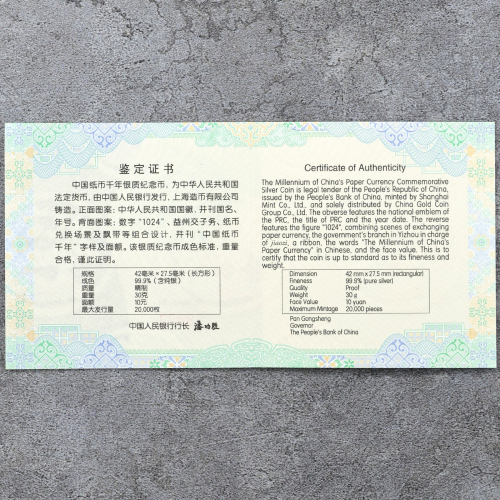 鉴定证书
中国纸币千年银质纪念币，为中华人民共和国
法定货币，由中国人民银行发行，上海造币有限公司
铸造。正面图案：中华人民共和国国徽，并刊国名、
年号。背面图案：数字“1024”、益州交子务、纸币
兑换场景及飘带等组合设计，并刊“中国纸币
千年”字样及面额。该银质纪念币成色标准，重量
合格，谨此证明。
规格 42毫米×27.5毫米（长方形）
成色 99.9%（含纯银）
质量 精制
重量 30克
面额 10元
最大发行量 20,000枚
中国人民银行行长 潘功胜
Certificate of Authenticity
The Millennium of China's Paper Currency Commemorative
Silver Coin is legal tender of the People's Republic of China,
issued by the People's Bank of China, minted by Shanghai
Mint Co., Ltd., and solely distributed by China Gold Coin
Group Co., Ltd. The obverse features the national emblem of
the PRC, the title of PRC and the year date. The reverse
features the figure "1024", combining scenes of exchanging
paper currency, the government's branch in Yizhou in charge
of jiaozi, a ribbon, the words "The Millennium of China's
Paper Currency" in Chinese, and the face value. This is to
certify that the coin is up to standard as to its fineness and
weight.
Dimension 42 mm x 27.5 mm (rectangular)
Fineness 99.9% (pure silver)
Quality Proof
Weight 30 g
Face Value 10 yuan
Maximum Mintage 20,000 pieces
Pan Gongsheng
Governor
The People's Bank of China